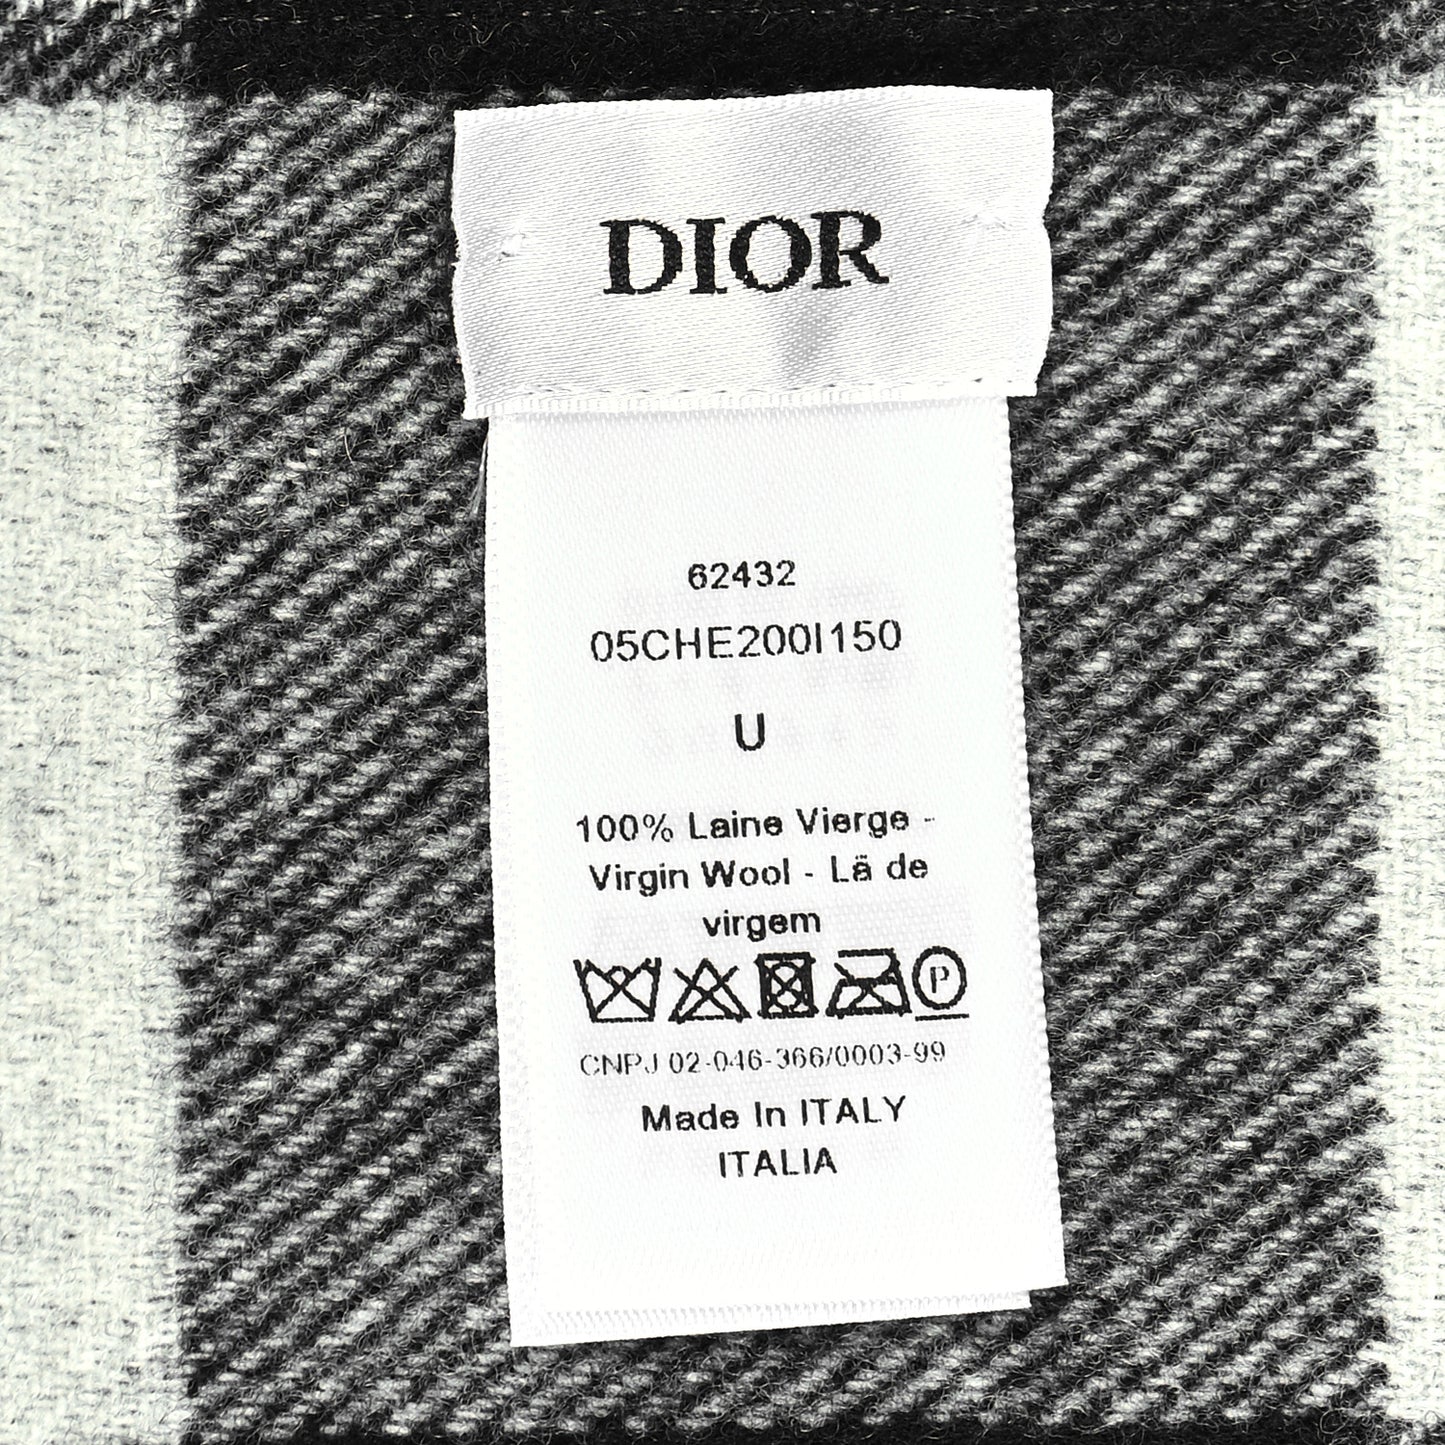 DIOR
62432
05CHE200I150
U
100% Laine Vierge -
Virgin Wool - Lã de
virgem
P
CNPJ 02-046-366/0003-99
Made In ITALY
ITALIA